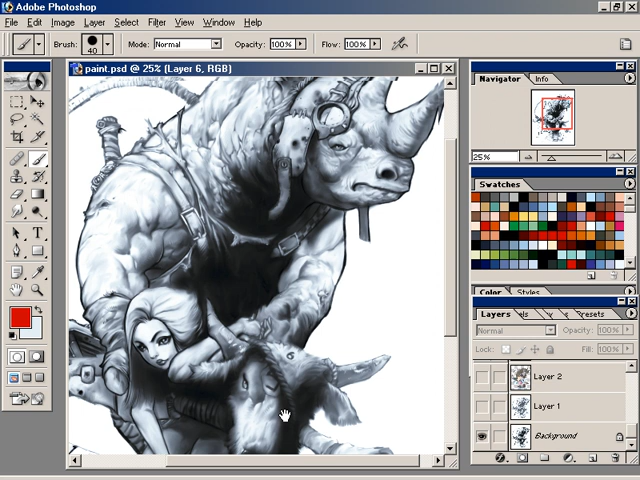 Adobe Photoshop
File Edit Image Layer Select Filter View Window Help
Brush: 40 Mode: Normal Opacity: 100% Flow: 100%
paint.psd @ 25% (Layer 6, RGB)
Navigator Info
25%
Swatches
Color Styles
Layers Presets
Normal Opacity: 100%
Lock: Fill: 100%
Layer 2
Layer 1
Background